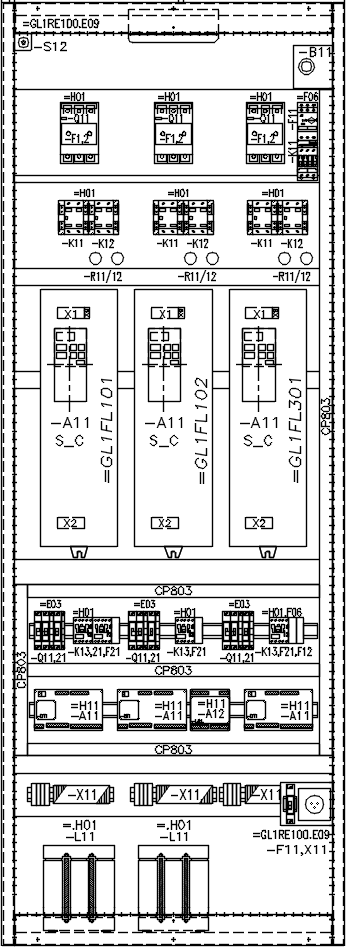 =GL1RE100.E09
-S12
-B11
=H01 =H01 =H01 =F06
-Q11 -Q11 -Q11 -F11
-F1,2 -F1,2 -F1,2
-K11
=H01 =H01 =H01
-K11 -K12 -K11 -K12 -K11 -K12
-R11/12 -R11/12 -R11/12
X1 X1 X1
-A11 -A11 -A11
S_C S_C S_C
=GL1FL101 =GL1FL102 =GL1FL301
CP803
X2 X2 X2
CP803
=E03 =H01 =E03 =H01 =E03 =H01,F06
-Q11,21 -K13,21,F21 -Q11,21 -K13,F21 -Q11,21 -K13,F21,F12
CP803
CP803
=H11 =H11 =H11 =H11
-A11 -A11 -A12 -A11
CP803
-X11 -X11 -X11
=.H01 =.H01
-L11 -L11
=GL1RE100.E09
-F11,X11